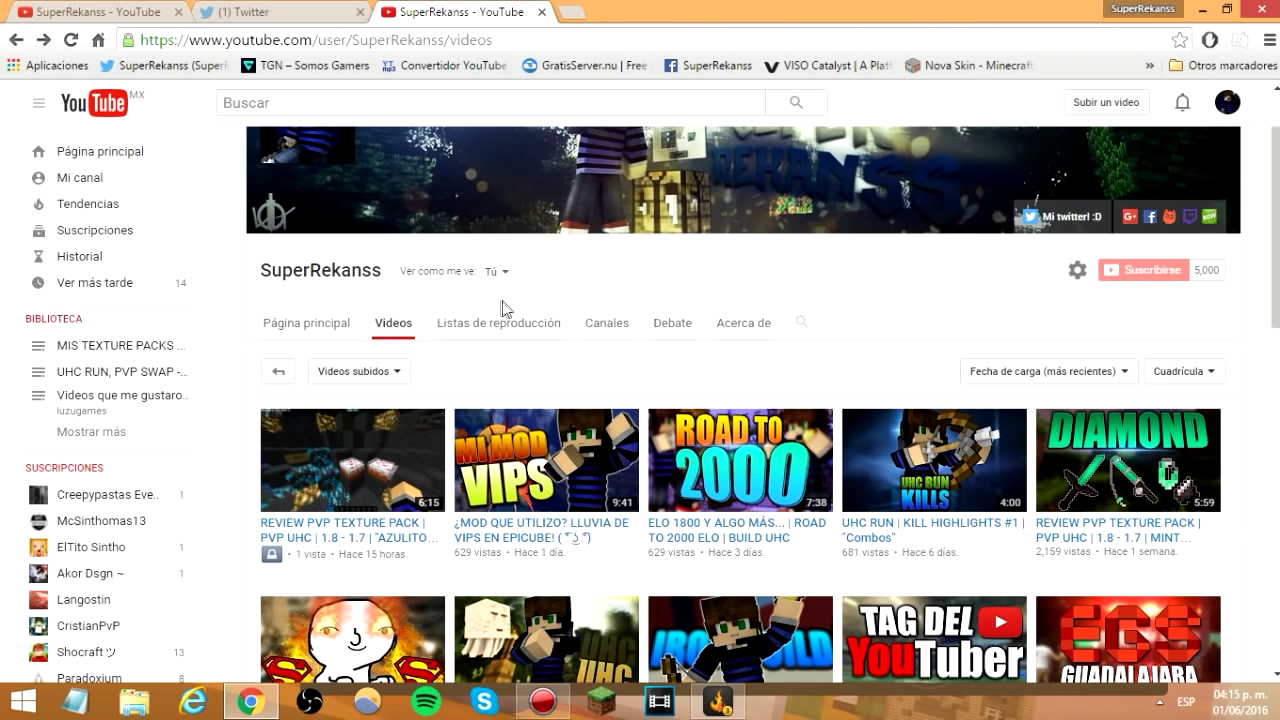 SuperRekanss - YouTube
(1) Twitter
SuperRekanss - YouTube
SuperRekanss
https://www.youtube.com/user/SuperRekanss/videos
Aplicaciones
SuperRekanss (Super
TGN – Somos Gamers
Convertidor YouTube
GratisServer.nu | Free
SuperRekanss
VISO Catalyst | A Plat
Nova Skin - Minecraft
» Otros marcadores
YouTube MX
Buscar
Subir un video
Página principal
Mi canal
Tendencias
Suscripciones
Historial
Ver más tarde 14
BIBLIOTECA
MIS TEXTURE PACKS ...
UHC RUN, PVP SWAP -...
Videos que me gustaro..
luzugames
Mostrar más
SUSCRIPCIONES
Creepypastas Eve.. 1
McSinthomas13
ElTito Sintho 1
Akor Dsgn ~ 1
Langostin
CristianPvP
Shocraft ツ 13
Paradoxium 8
REKANSS
Mi twitter! :D
SuperRekanss
Ver como me ve: Tú
Suscribirse 5,000
Página principal
Videos
Listas de reproducción
Canales
Debate
Acerca de
Videos subidos
Fecha de carga (más recientes)
Cuadrícula
6:15
REVIEW PVP TEXTURE PACK |
PVP UHC | 1.8 - 1.7 | "AZULITO...
1 vista • Hace 15 horas.
MI MOD
VIPS
9:41
¿MOD QUE UTILIZO? LLUVIA DE
VIPS EN EPICUBE! ( ͡° ͜ʖ ͡°)
629 vistas • Hace 1 día.
ROAD TO
2000
7:38
ELO 1800 Y ALGO MÁS... | ROAD
TO 2000 ELO | BUILD UHC
629 vistas • Hace 3 días.
UHC RUN
KILLS
4:00
UHC RUN | KILL HIGHLIGHTS #1 |
"Combos"
681 vistas • Hace 6 días.
DIAMOND
5:59
REVIEW PVP TEXTURE PACK |
PVP UHC | 1.8 - 1.7 | MINT...
2,159 vistas • Hace 1 semana.
UHC
TAG DEL
YOUTuber
EGS
GUADALAJARA
ESP
04:15 p. m.
01/06/2016